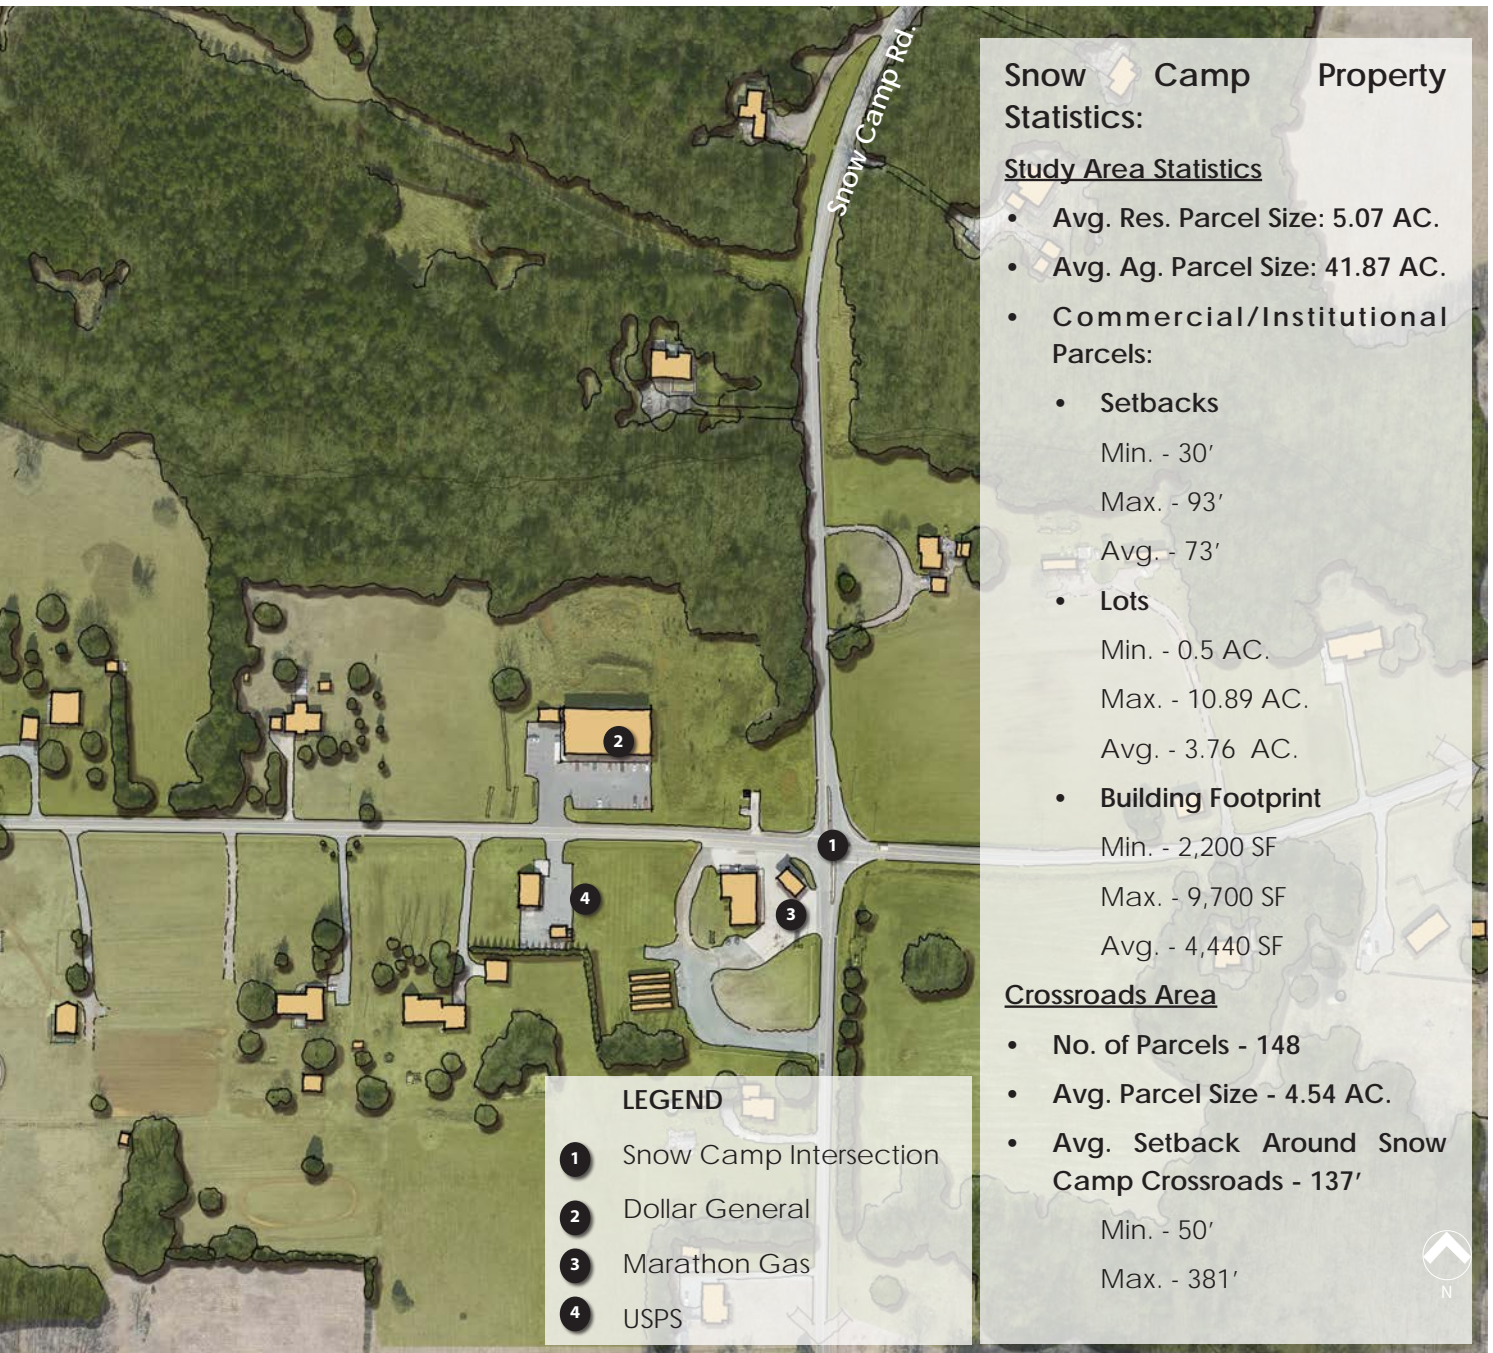 Snow Camp Rd.
Snow Camp Property
Statistics:
Study Area Statistics
• Avg. Res. Parcel Size: 5.07 AC.
• Avg. Ag. Parcel Size: 41.87 AC.
• Commercial/Institutional
Parcels:
• Setbacks
Min. - 30'
Max. - 93'
Avg. - 73'
• Lots
Min. - 0.5 AC.
Max. - 10.89 AC.
Avg. - 3.76 AC.
• Building Footprint
Min. - 2,200 SF
Max. - 9,700 SF
Avg. - 4,440 SF
Crossroads Area
• No. of Parcels - 148
• Avg. Parcel Size - 4.54 AC.
• Avg. Setback Around Snow
Camp Crossroads - 137'
Min. - 50'
Max. - 381'
N
2
1
4
3
LEGEND
1 Snow Camp Intersection
2 Dollar General
3 Marathon Gas
4 USPS